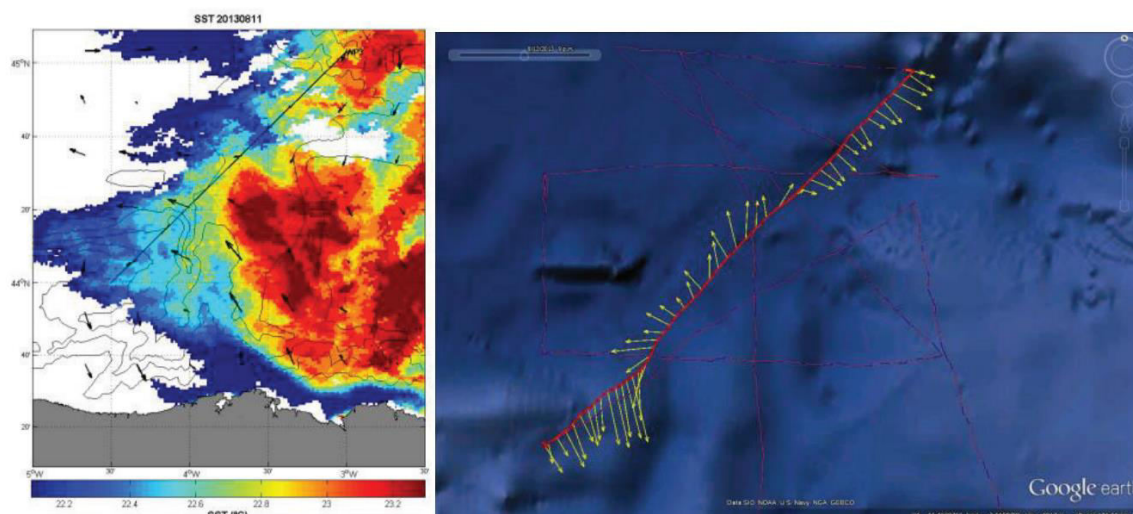 SST 20130811
45°N
40'
20'
44°N
40'
20'
5°W
30'
4°W
30'
3°W
30'
22.2
22.4
22.6
22.8
23
23.2
Data SIO, NOAA, U.S. Navy, NGA, GEBCO
Google earth